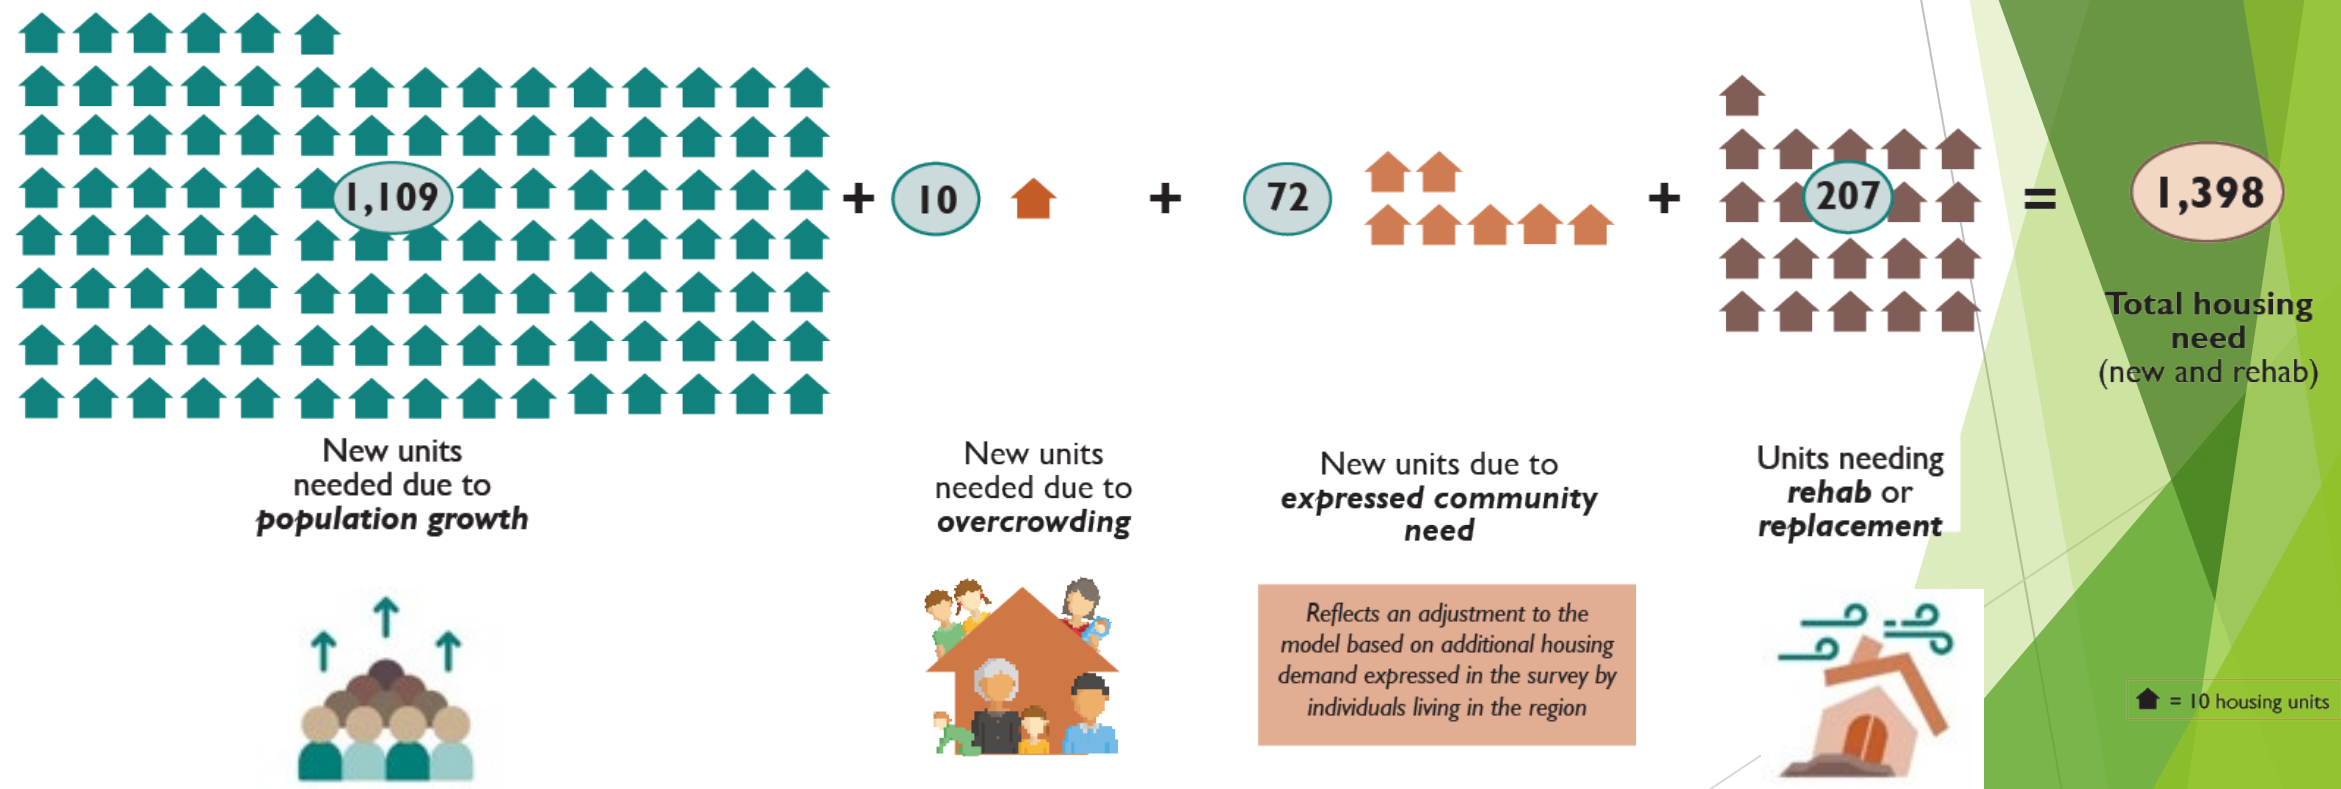 1,109
+
10
+
72
+
207
=
1,398
Total housing
need
(new and rehab)
New units
needed due to
population growth
New units
needed due to
overcrowding
New units due to
expressed community
need
Units needing
rehab or
replacement
Reflects an adjustment to the
model based on additional housing
demand expressed in the survey by
individuals living in the region
= 10 housing units